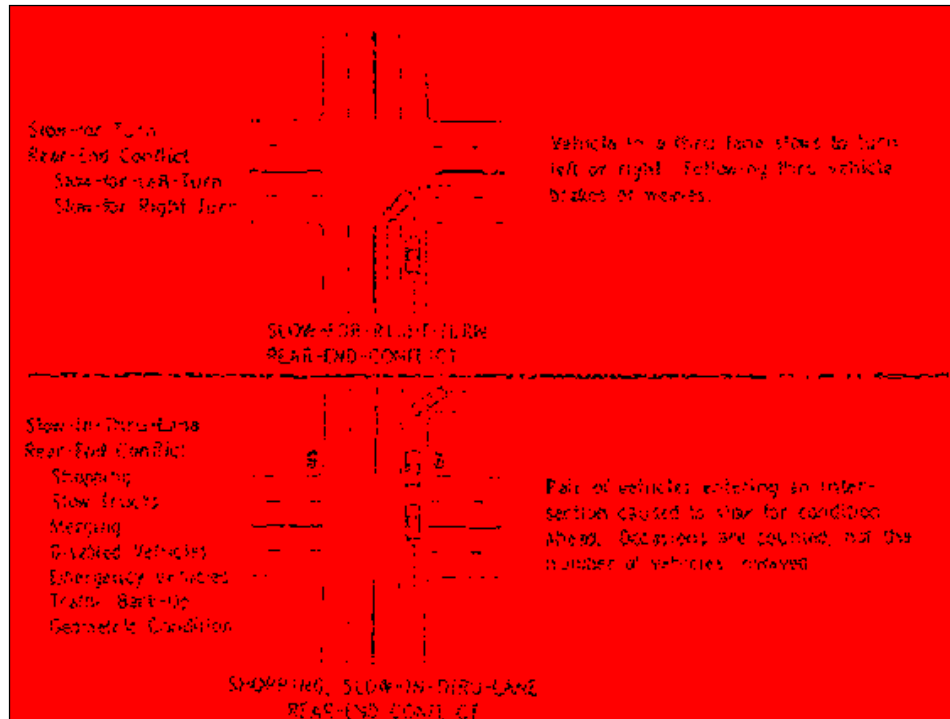 Slow-for Turn
Rear-End Conflict
Slow-for-Left-Turn
Slow-for Right Turn
Vehicle in a thru lane slows to turn
left or right. Following thru vehicle
brakes or weaves.
SLOW-FOR-RIGHT-TURN
REAR-END-CONFLICT
Slow-In-Thru-Lane
Rear-End Conflict
Stopping
Slow Trucks
Merging
Disabled Vehicles
Emergency Vehicles
Traffic Back-Up
Geometric Condition
Pair of vehicles entering an inter-
section caused to slow for condition
ahead. Occasions are counted, not the
number of vehicles
SLOW-IN-THRU-LANE
REAR-END CONFLICT